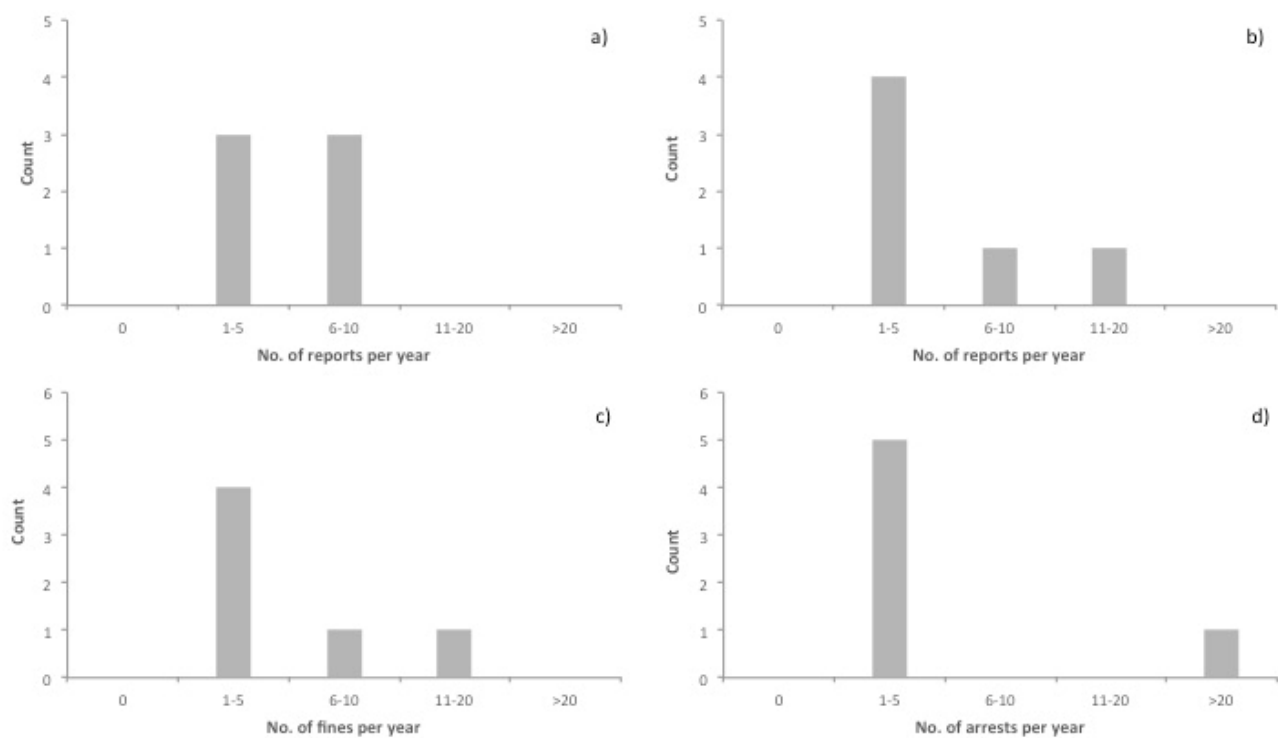 5
a)
4
3
Count
2
1
0
0 1-5 6-10 11-20 >20
No. of reports per year
5
b)
4
3
Count
2
1
0
0 1-5 6-10 11-20 >20
No. of reports per year
6
c)
5
4
Count
3
2
1
0
0 1-5 6-10 11-20 >20
No. of fines per year
6
d)
5
4
Count
3
2
1
0
0 1-5 6-10 11-20 >20
No. of arrests per year